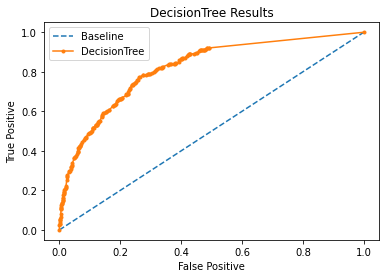 DecisionTree Results
Baseline
DecisionTree
True Positive
1.0
0.8
0.6
0.4
0.2
0.0
0.0 0.2 0.4 0.6 0.8 1.0
False Positive